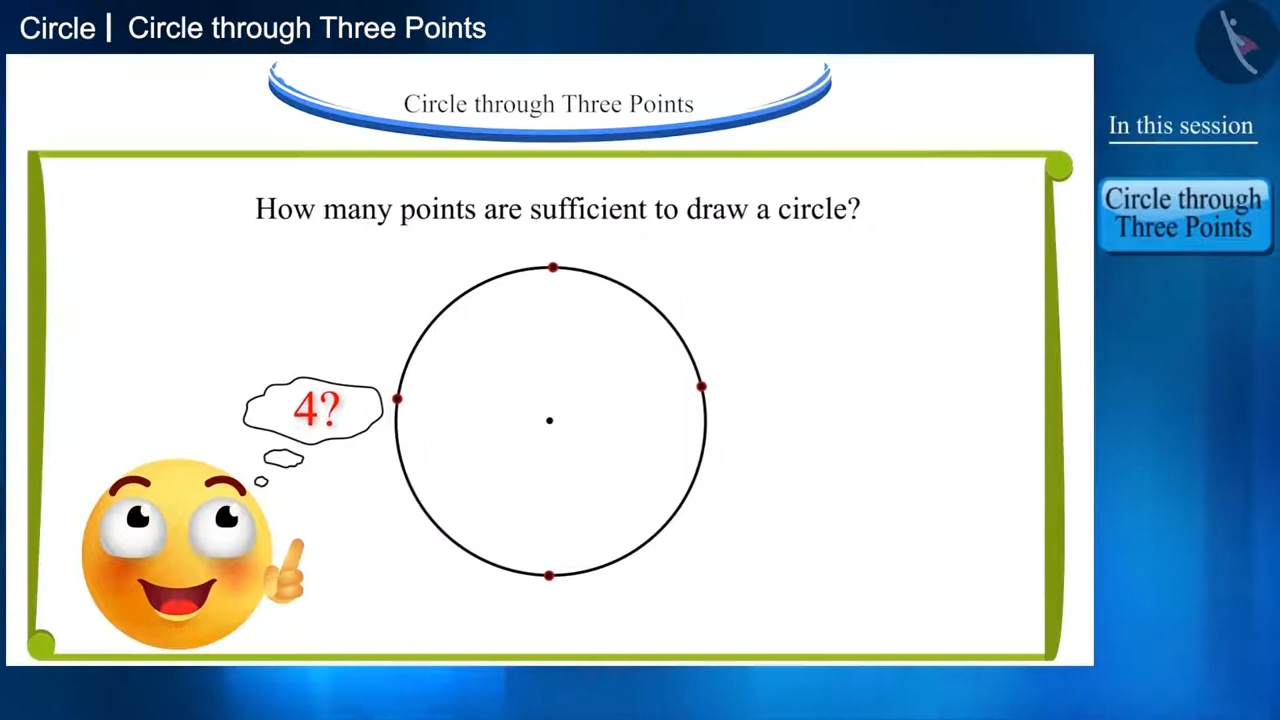 Circle | Circle through Three Points
Circle through Three Points
In this session
Circle through
Three Points
How many points are sufficient to draw a circle?
4?